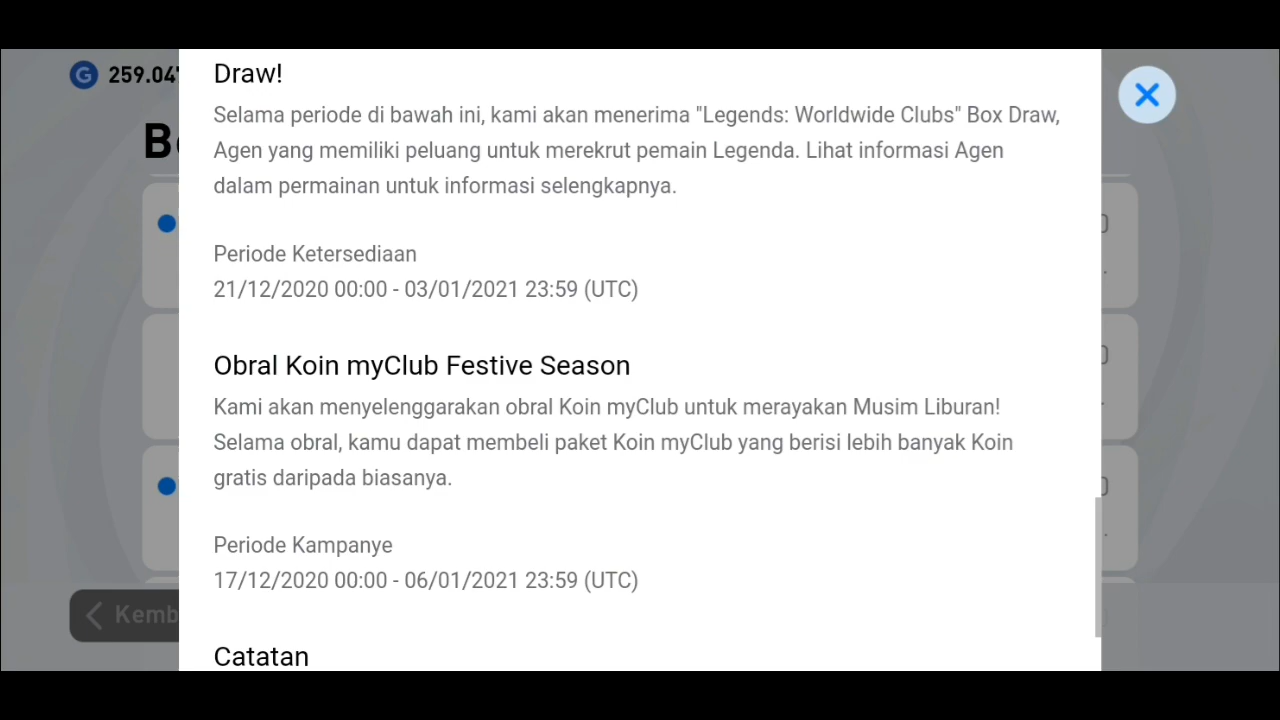 259.04
Draw!
Selama periode di bawah ini, kami akan menerima "Legends: Worldwide Clubs" Box Draw,
Agen yang memiliki peluang untuk merekrut pemain Legenda. Lihat informasi Agen
dalam permainan untuk informasi selengkapnya.
Periode Ketersediaan
21/12/2020 00:00 - 03/01/2021 23:59 (UTC)
Obral Koin myClub Festive Season
Kami akan menyelenggarakan obral Koin myClub untuk merayakan Musim Liburan!
Selama obral, kamu dapat membeli paket Koin myClub yang berisi lebih banyak Koin
gratis daripada biasanya.
Periode Kampanye
17/12/2020 00:00 - 06/01/2021 23:59 (UTC)
Kemb
Catatan